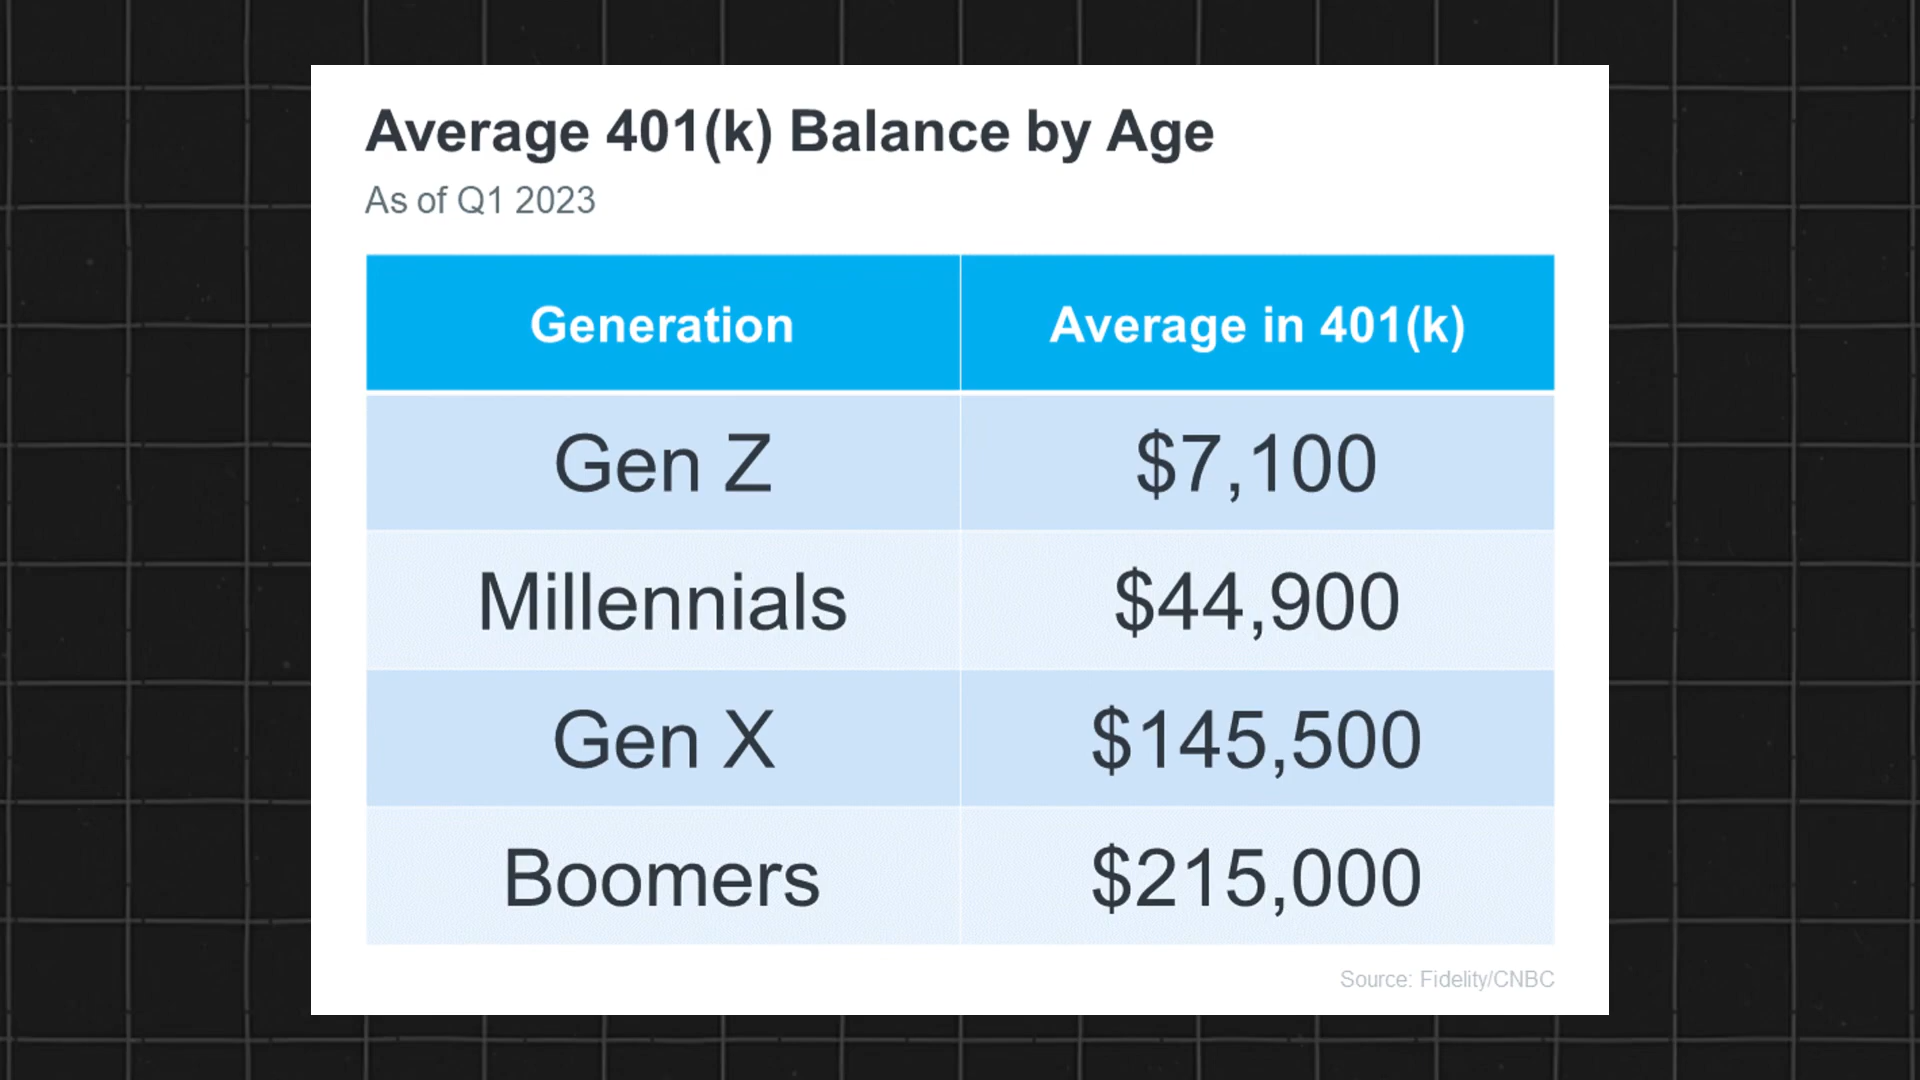 Average 401(k) Balance by Age
As of Q1 2023
Generation Average in 401(k)
Gen Z $7,100
Millennials $44,900
Gen X $145,500
Boomers $215,000
Source: Fidelity/CNBC